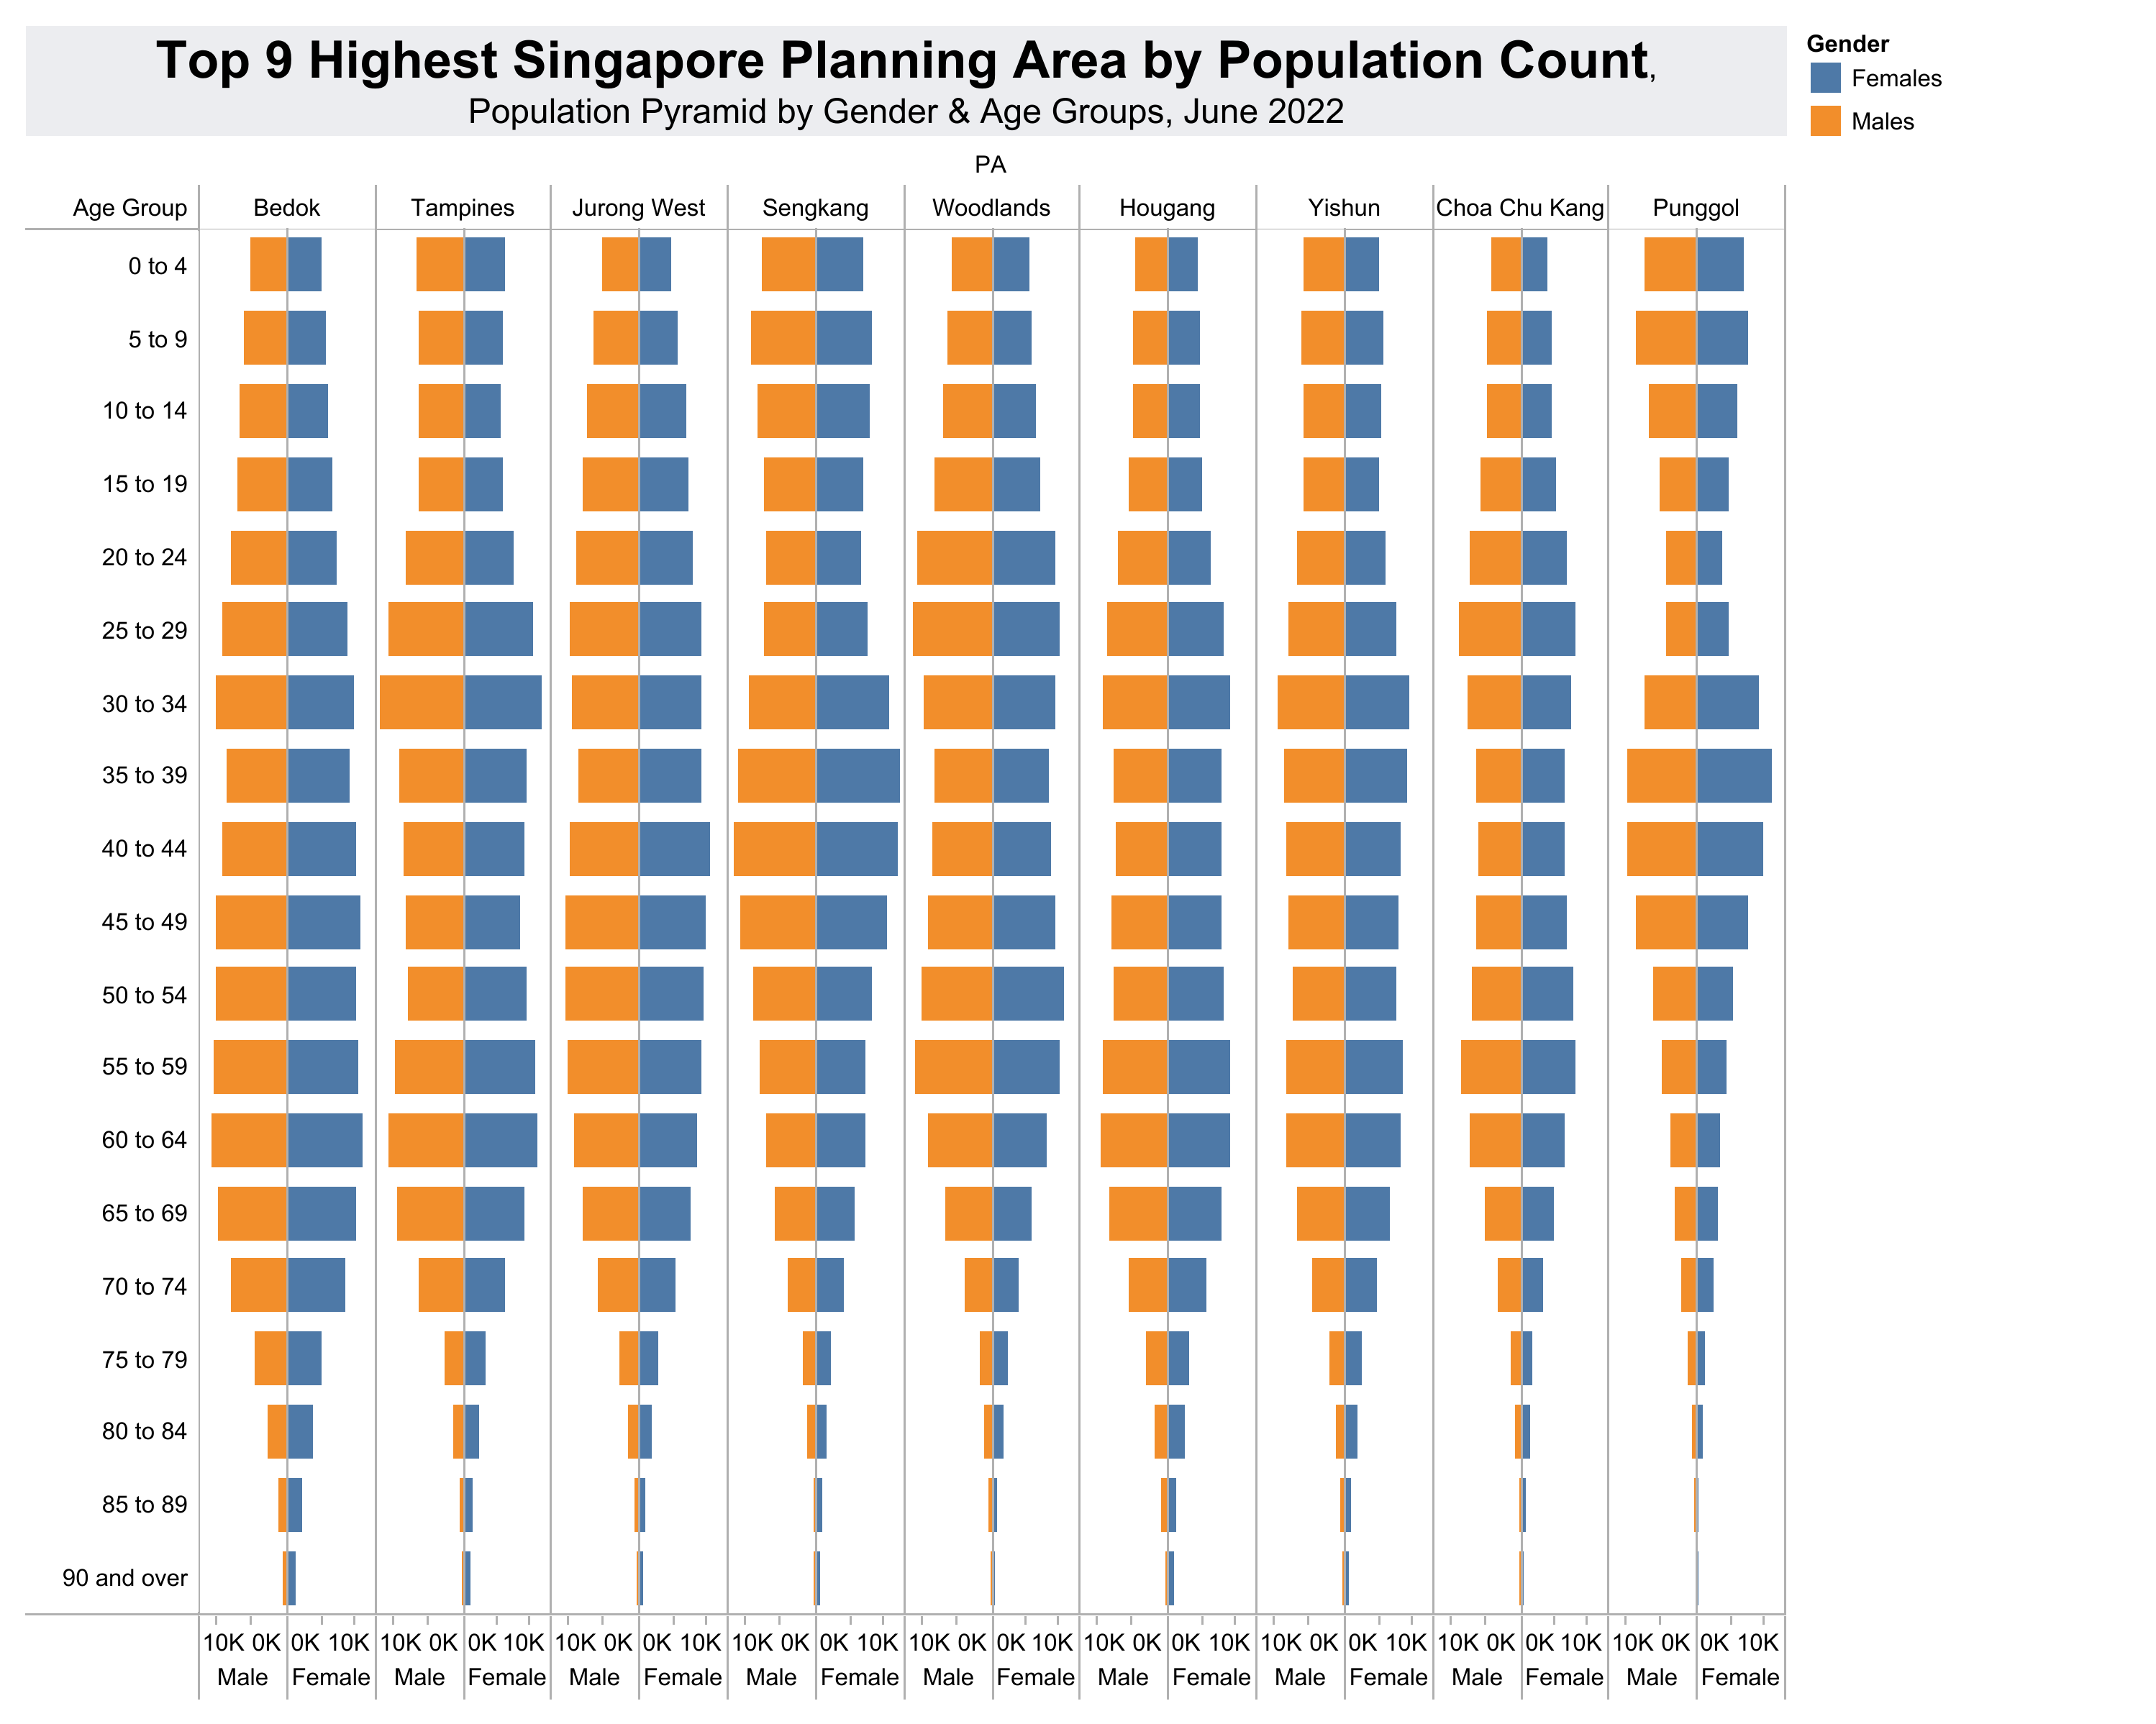 Top 9 Highest Singapore Planning Area by Population Count,
Population Pyramid by Gender & Age Groups, June 2022
Gender
Females
Males
PA
Age Group Bedok Tampines Jurong West Sengkang Woodlands Hougang Yishun Choa Chu Kang Punggol
0 to 4
5 to 9
10 to 14
15 to 19
20 to 24
25 to 29
30 to 34
35 to 39
40 to 44
45 to 49
50 to 54
55 to 59
60 to 64
65 to 69
70 to 74
75 to 79
80 to 84
85 to 89
90 and over
10K 0K 0K 10K 10K 0K 0K 10K 10K 0K 0K 10K 10K 0K 0K 10K 10K 0K 0K 10K 10K 0K 0K 10K 10K 0K 0K 10K 10K 0K 0K 10K 10K 0K 0K 10K
Male Female Male Female Male Female Male Female Male Female Male Female Male Female Male Female Male Female